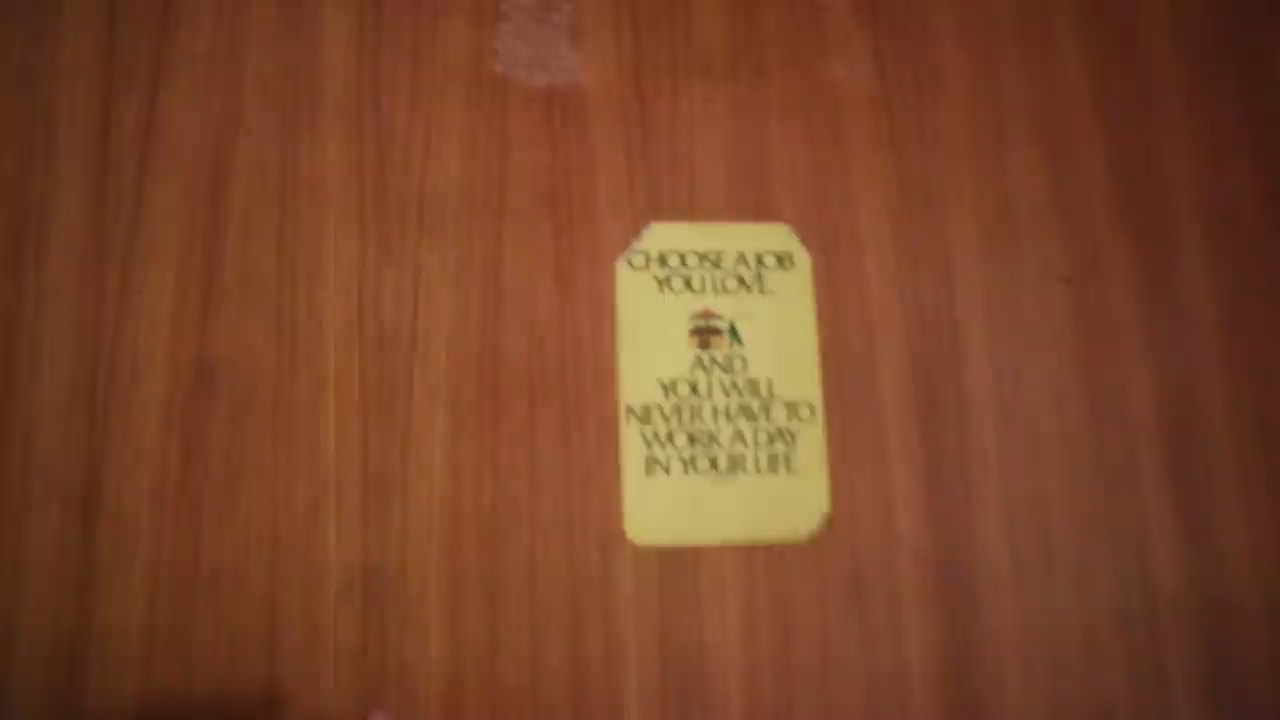 CHOOSE A JOB
YOU LOVE
AND
YOU WILL
NEVER HAVE TO
WORK A DAY
IN YOUR LIFE